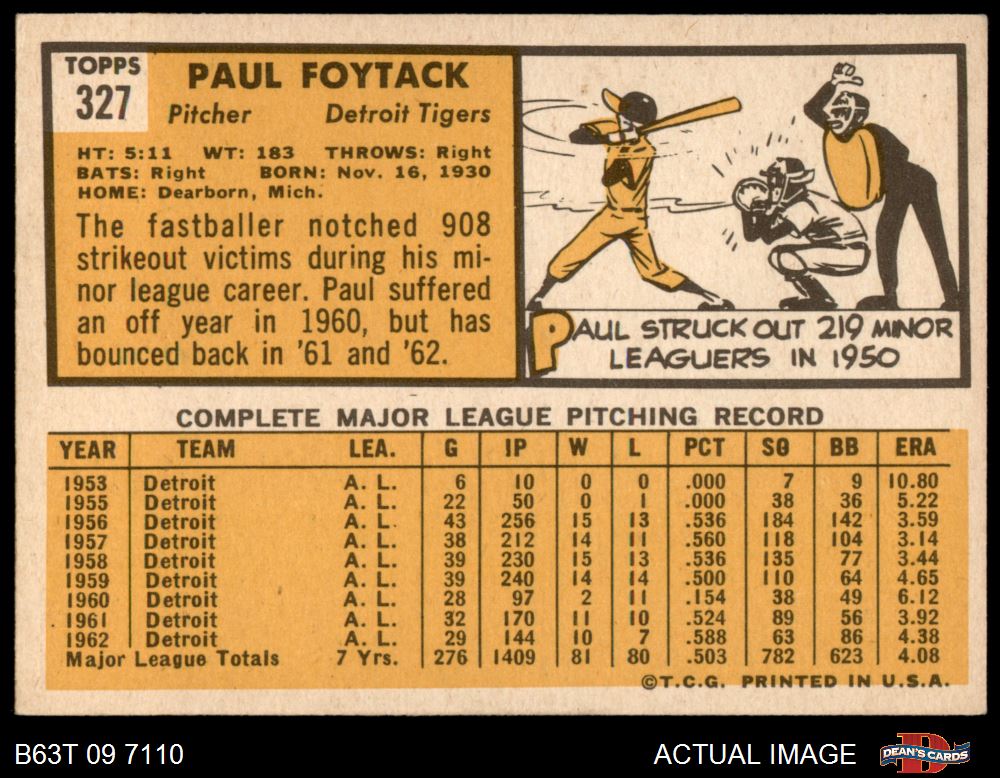 TOPPS
327
PAUL FOYTACK
Pitcher Detroit Tigers
HT: 5:11 WT: 183 THROWS: Right
BATS: Right BORN: Nov. 16, 1930
HOME: Dearborn, Mich.
The fastballer notched 908
strikeout victims during his mi-
nor league career. Paul suffered
an off year in 1960, but has
bounced back in '61 and '62.
PAUL STRUCK OUT 219 MINOR
LEAGUERS IN 1950
COMPLETE MAJOR LEAGUE PITCHING RECORD
YEAR TEAM LEA. G IP W L PCT SO BB ERA
1953 Detroit A. L. 6 10 0 0 .000 7 9 10.80
1955 Detroit A. L. 22 50 0 1 .000 38 36 5.22
1956 Detroit A. L. 43 256 15 13 .536 184 142 3.59
1957 Detroit A. L. 38 212 14 11 .560 118 104 3.14
1958 Detroit A. L. 39 230 15 13 .536 135 77 3.44
1959 Detroit A. L. 39 240 14 14 .500 110 64 4.65
1960 Detroit A. L. 28 97 2 11 .154 38 49 6.12
1961 Detroit A. L. 32 170 11 10 .524 89 56 3.92
1962 Detroit A. L. 29 144 10 7 .588 63 86 4.38
Major League Totals 7 Yrs. 276 1409 81 80 .503 782 623 4.08
©T.C.G. PRINTED IN U.S.A.
B63T 09 7110 ACTUAL IMAGE DEAN'S CARDS